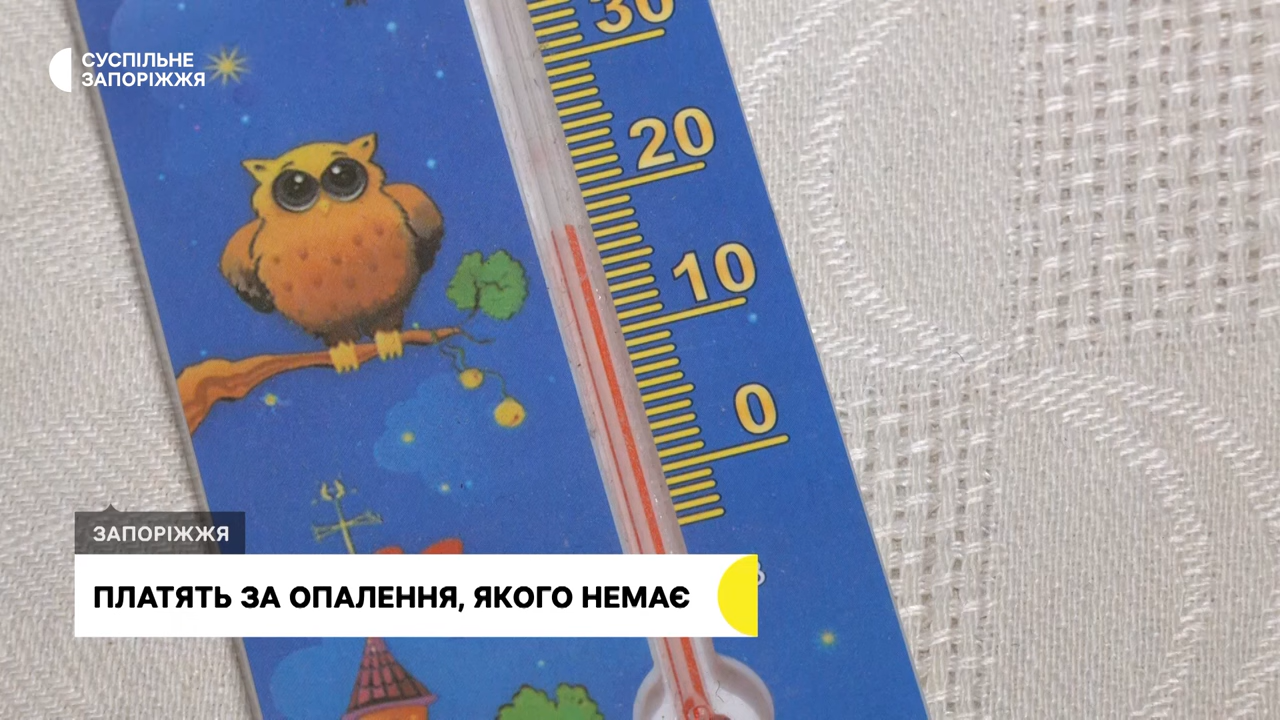 СУСПІЛЬНЕ
ЗАПОРІЖЖЯ
30
20
10
0
ЗАПОРІЖЖЯ
ПЛАТЯТЬ ЗА ОПАЛЕННЯ, ЯКОГО НЕМАЄ